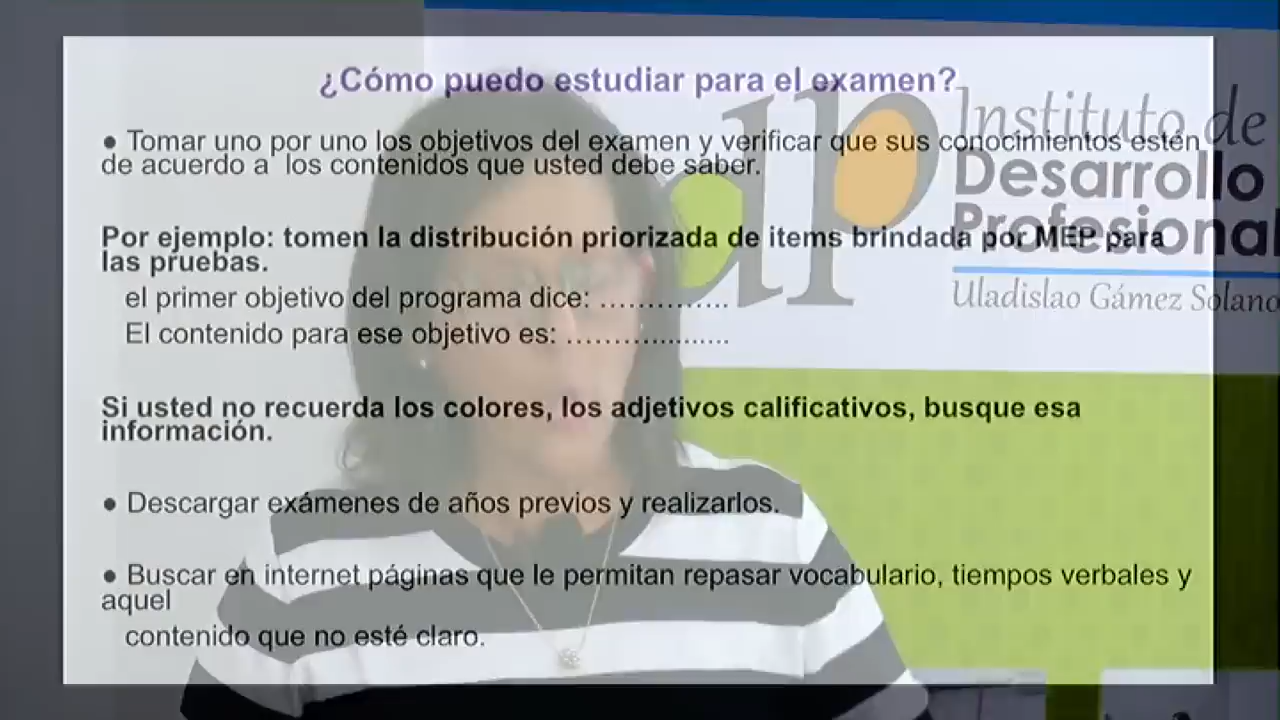 ¿Cómo puedo estudiar para el examen?
● Tomar uno por uno los objetivos del examen y verificar que sus conocimientos estén
de acuerdo a los contenidos que usted debe saber.
Por ejemplo: tomen la distribución priorizada de items brindada por MEP para
las pruebas.
el primer objetivo del programa dice: ..............
El contenido para ese objetivo es: ...................
Si usted no recuerda los colores, los adjetivos calificativos, busque esa
información.
● Descargar exámenes de años previos y realizarlos.
● Buscar en internet páginas que le permitan repasar vocabulario, tiempos verbales y
aquel
contenido que no esté claro.
dp
Instituto de
Desarrollo
Profesional
Uladislao Gámez Solano